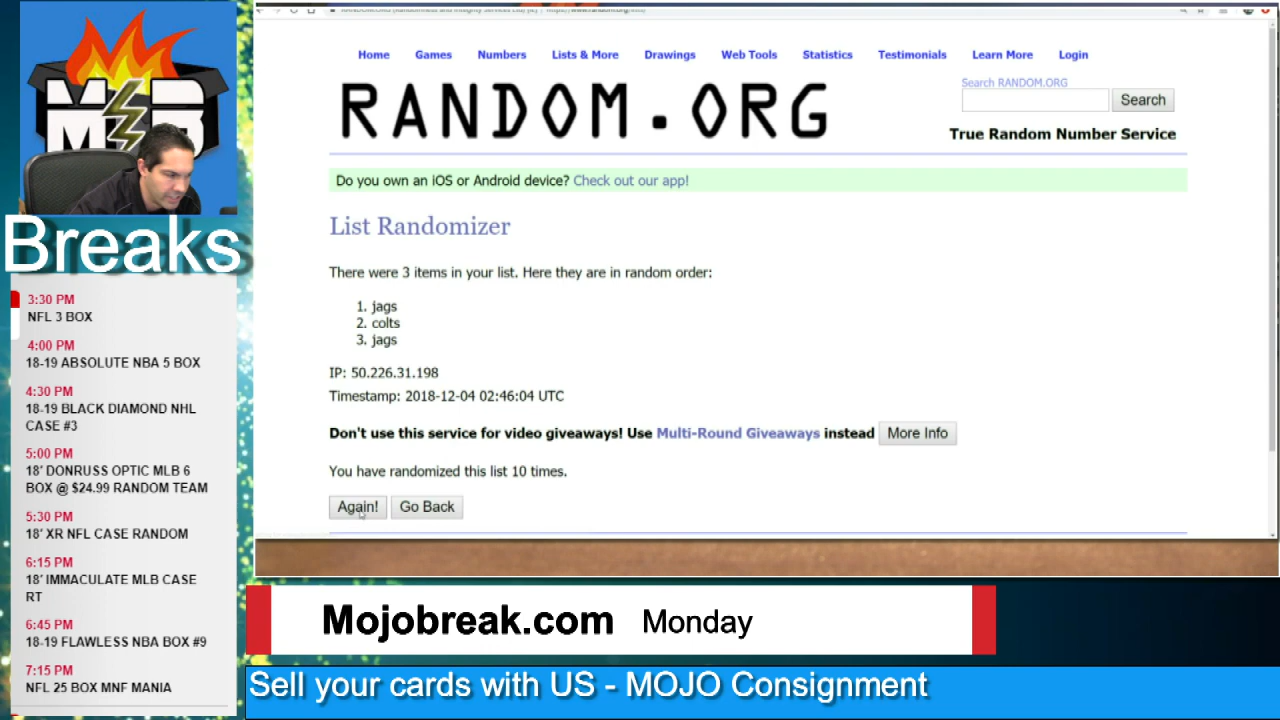 Home Games Numbers Lists & More Drawings Web Tools Statistics Testimonials Learn More Login
RANDOM.ORG
Search RANDOM.ORG
Search
True Random Number Service
Do you own an iOS or Android device? Check out our app!
List Randomizer
There were 3 items in your list. Here they are in random order:
1. jags
2. colts
3. jags
IP: 50.226.31.198
Timestamp: 2018-12-04 02:46:04 UTC
Don't use this service for video giveaways! Use Multi-Round Giveaways instead More Info
You have randomized this list 10 times.
Again! Go Back
M B
Breaks
3:30 PM
NFL 3 BOX
4:00 PM
18-19 ABSOLUTE NBA 5 BOX
4:30 PM
18-19 BLACK DIAMOND NHL
CASE #3
5:00 PM
18' DONRUSS OPTIC MLB 6
BOX @ $24.99 RANDOM TEAM
5:30 PM
18' XR NFL CASE RANDOM
6:15 PM
18' IMMACULATE MLB CASE
RT
6:45 PM
18-19 FLAWLESS NBA BOX #9
7:15 PM
NFL 25 BOX MNF MANIA
Mojobreak.com Monday
Sell your cards with US - MOJO Consignment